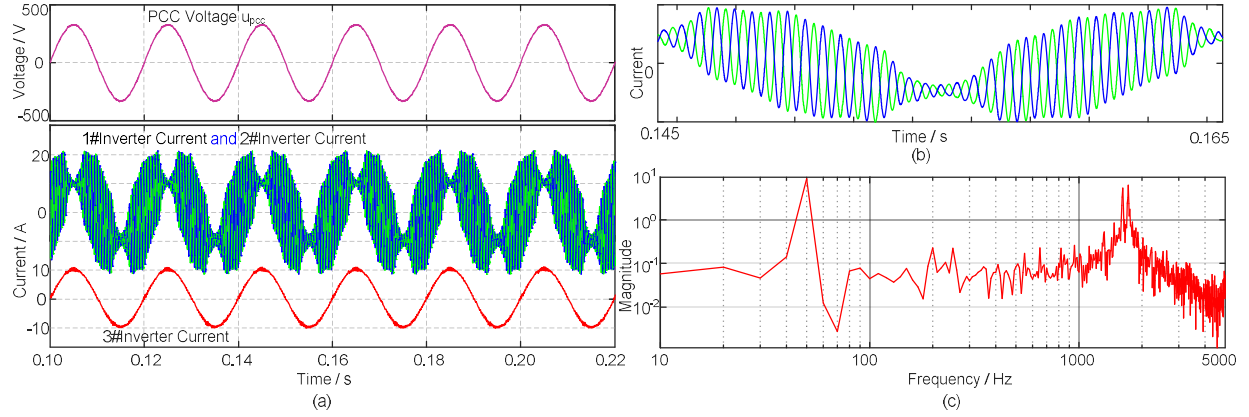 500
PCC Voltage u_pcc
Voltage / V
0
-500
1#Inverter Current and 2#Inverter Current
20
0
Current / A
10
0
-10
3#Inverter Current
0.10
0.12
0.14
0.16
0.18
0.20
0.22
Time / s
(a)
Current
0
0.145
Time / s
0.165
(b)
10^1
10^0
Magnitude
10^-1
10^-2
10
100
1000
5000
Frequency / Hz
(c)